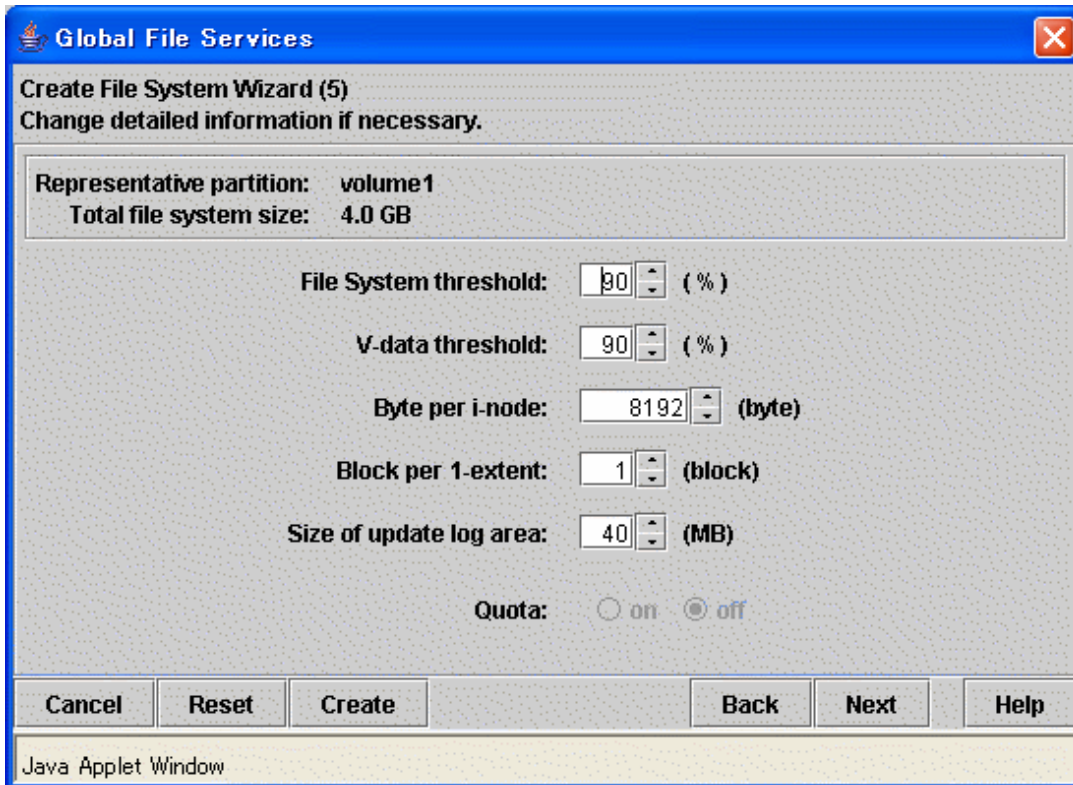 Global File Services
Create File System Wizard (5)
Change detailed information if necessary.
Representative partition: volume1
Total file system size: 4.0 GB
File System threshold: 90 ( % )
V-data threshold: 90 ( % )
Byte per i-node: 8192 (byte)
Block per 1-extent: 1 (block)
Size of update log area: 40 (MB)
Quota: on off
Cancel Reset Create Back Next Help
Java Applet Window